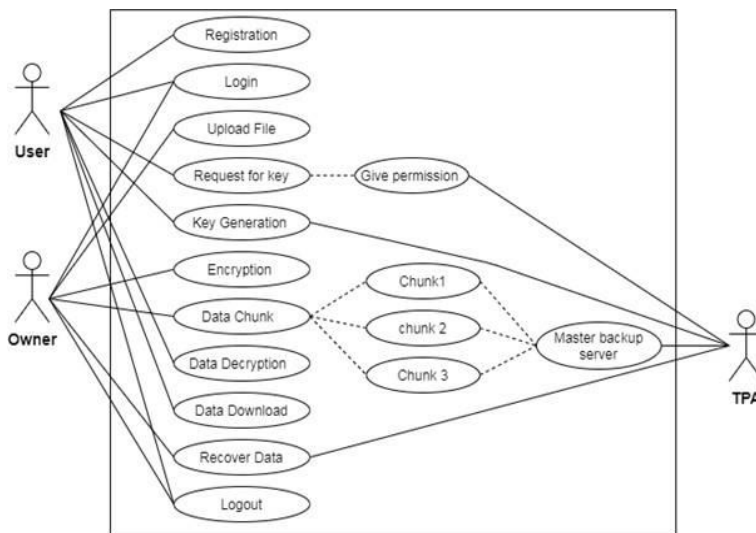 Registration
Login
User
Upload File
Request for key
Give permission
Key Generation
Encryption
Owner
Data Chunk
Chunk1
chunk 2
Chunk 3
Master backup
server
TPA
Data Decryption
Data Download
Recover Data
Logout